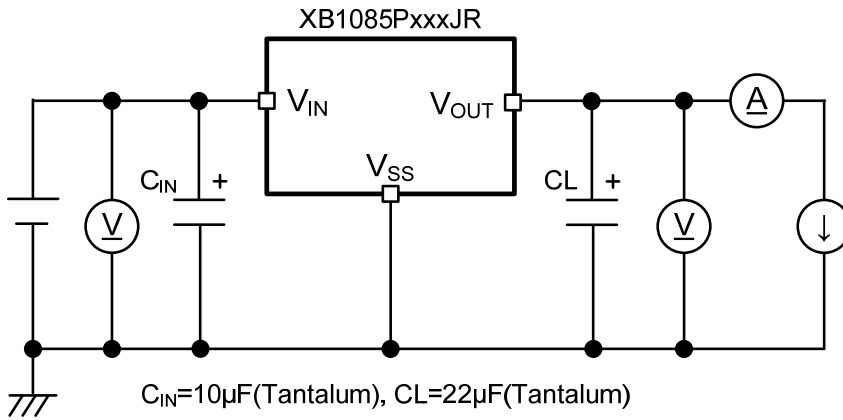 XB1085PxxxJR
VIN
VOUT
VSS
CIN
+
CL
+
V
V
A
↓
CIN=10μF(Tantalum), CL=22μF(Tantalum)